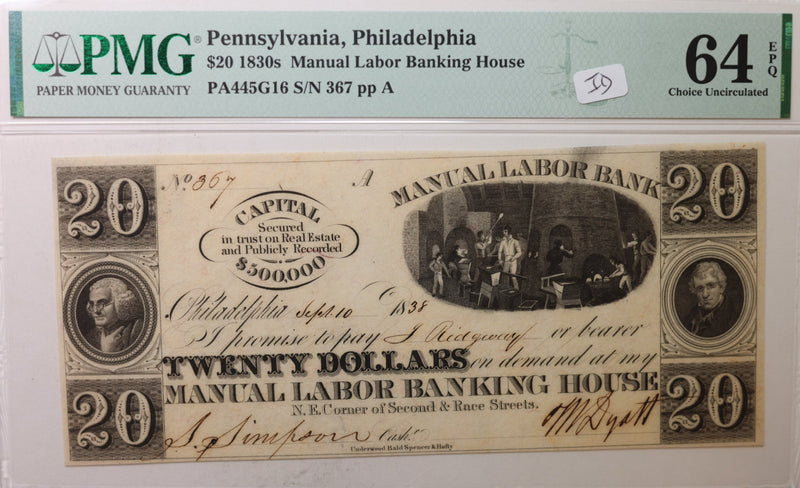 PMG®
PAPER MONEY GUARANTY
Pennsylvania, Philadelphia
$20 1830s Manual Labor Banking House
PA445G16 S/N 367 pp A
64 EPQ
Choice Uncirculated
20
20
No 367
A
MANUAL LABOR BANK
CAPITAL
Secured
in trust on Real Estate
and Publicly Recorded
$500,000
Philadelphia Sept. 10 1838
I promise to pay J Ridgway or bearer
TWENTY DOLLARS on demand at my
MANUAL LABOR BANKING HOUSE
N.E. Corner of Second & Race Streets.
20
20
S. Simpson Cashr.
Dyott
Underwood Bald Spencer & Hufty